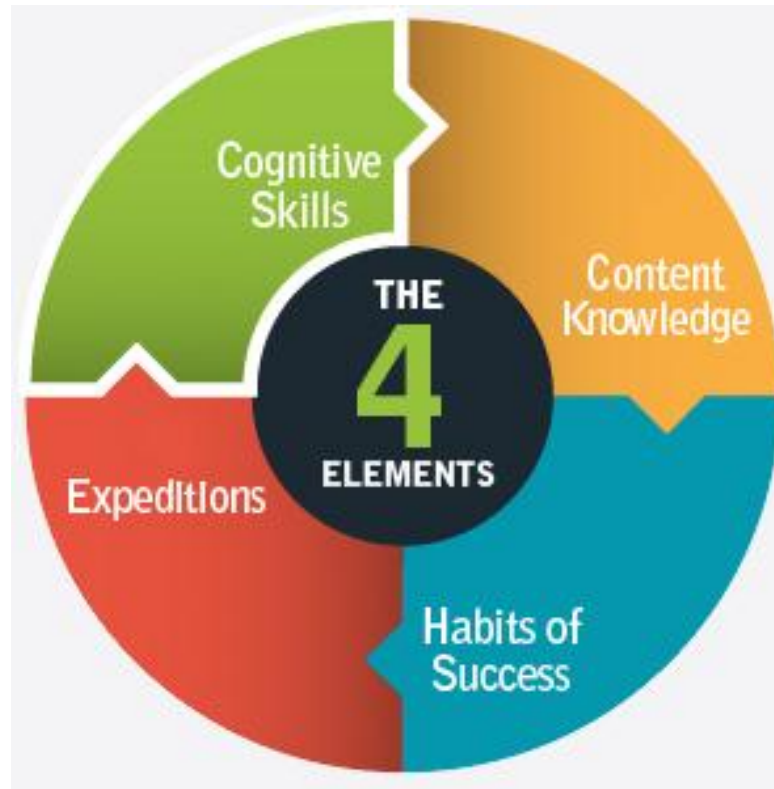 Cognitive
Skills
Content
Knowledge
THE
4
ELEMENTS
Expeditions
Habits of
Success